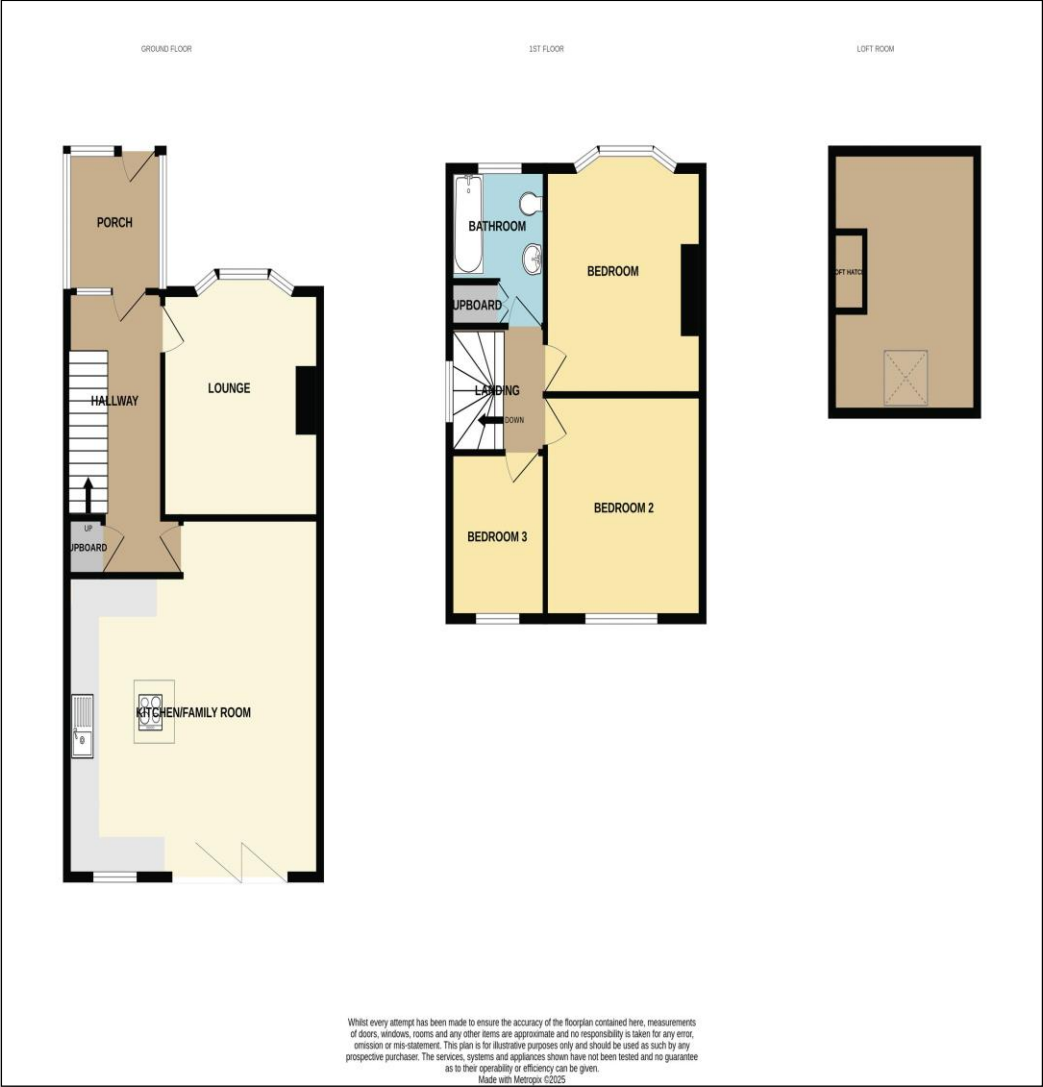 GROUND FLOOR
1ST FLOOR
LOFT ROOM
PORCH
HALLWAY
LOUNGE
UP
UPBOARD
KITCHEN/FAMILY ROOM
BATHROOM
UPBOARD
BEDROOM
LANDING
DOWN
BEDROOM 2
BEDROOM 3
OFT HATC
Whilst every attempt has been made to ensure the accuracy of the floorplan contained here, measurements
of doors, windows, rooms and any other items are approximate and no responsibility is taken for any error,
omission or mis-statement. This plan is for illustrative purposes only and should be used as such by any
prospective purchaser. The services, systems and appliances shown have not been tested and no guarantee
as to their operability or efficiency can be given.
Made with Metropix ©2025